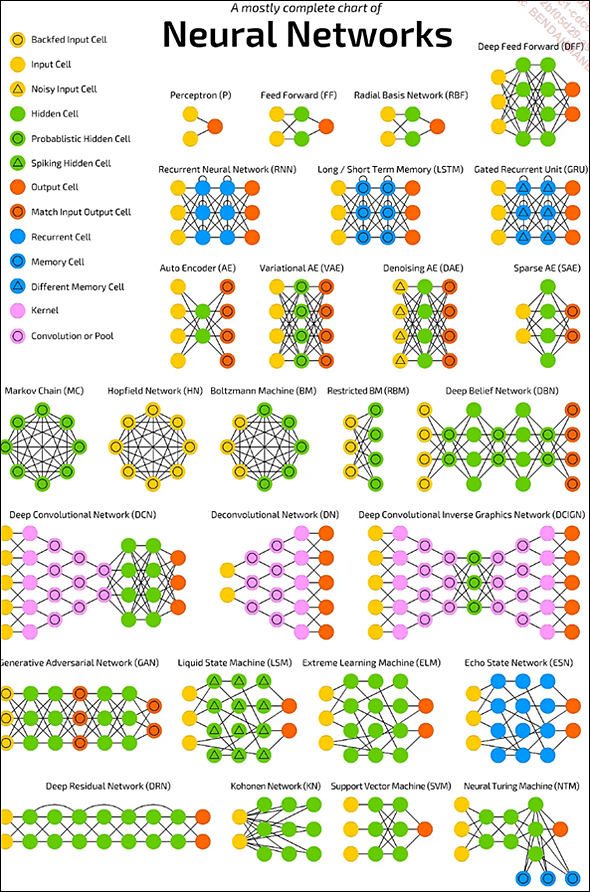 A mostly complete chart of
Neural Networks
Backfed Input Cell
Input Cell
Noisy Input Cell
Hidden Cell
Probablistic Hidden Cell
Spiking Hidden Cell
Output Cell
Match Input Output Cell
Recurrent Cell
Memory Cell
Different Memory Cell
Kernel
Convolution or Pool
Deep Feed Forward (DFF)
Perceptron (P)
Feed Forward (FF)
Radial Basis Network (RBF)
Recurrent Neural Network (RNN)
Long / Short Term Memory (LSTM)
Gated Recurrent Unit (GRU)
Auto Encoder (AE)
Variational AE (VAE)
Denoising AE (DAE)
Sparse AE (SAE)
Markov Chain (MC)
Hopfield Network (HN)
Boltzmann Machine (BM)
Restricted BM (RBM)
Deep Belief Network (DBN)
Deep Convolutional Network (DCN)
Deconvolutional Network (DN)
Deep Convolutional Inverse Graphics Network (DCIGN)
Generative Adversarial Network (GAN)
Liquid State Machine (LSM)
Extreme Learning Machine (ELM)
Echo State Network (ESN)
Deep Residual Network (DRN)
Kohonen Network (KN)
Support Vector Machine (SVM)
Neural Turing Machine (NTM)